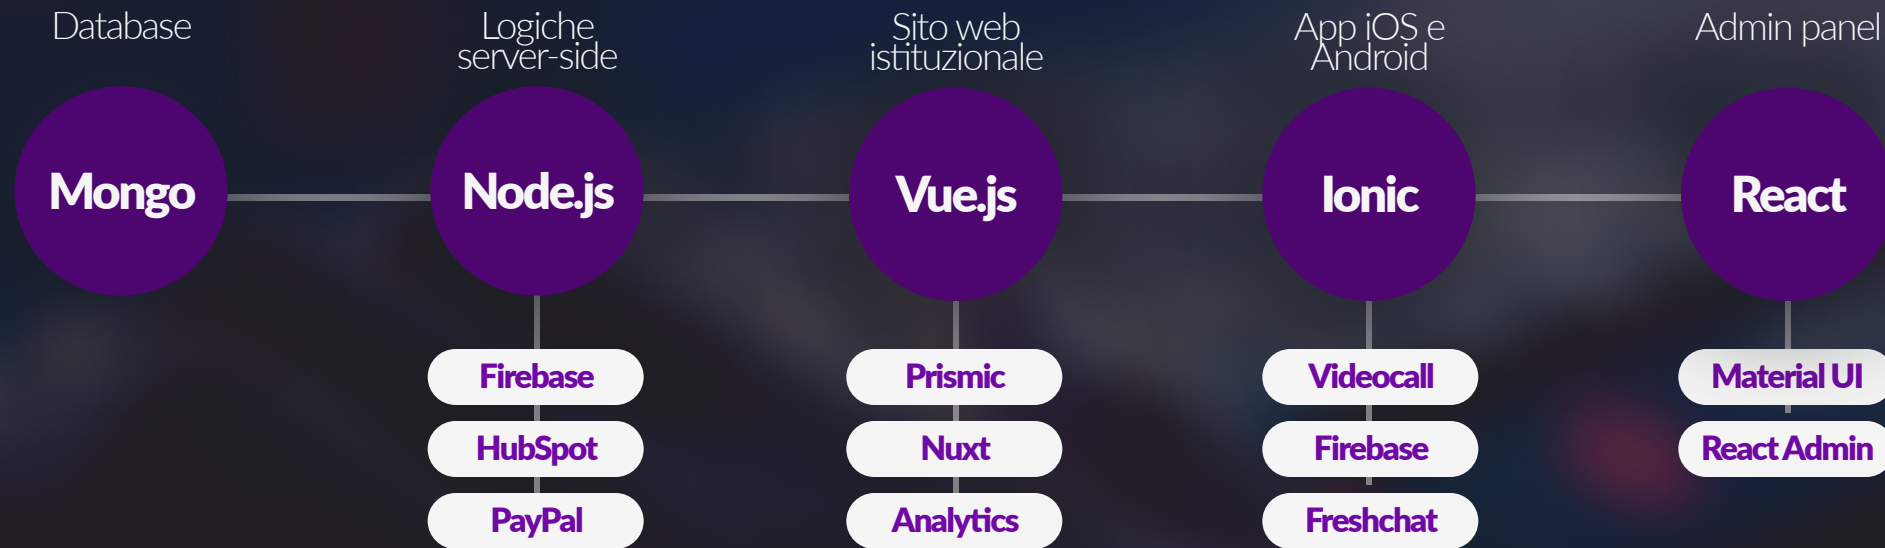 Database
Logiche
server-side
Sito web
istituzionale
App iOS e
Android
Admin panel
Mongo
Node.js
Vue.js
Ionic
React
Firebase
HubSpot
PayPal
Prismic
Nuxt
Analytics
Videocall
Firebase
Freshchat
Material UI
React Admin